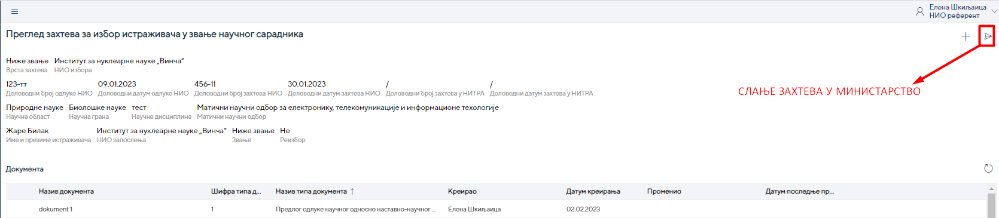 Елена Шкиљаица
НИО референт
Преглед захтева за избор истраживача у звање научног сарадника
Ниже звање Институт за нуклеарне науке „Винча“
Врста захтева НИО избора
123-тт 09.01.2023 456-11 30.01.2023 / /
Деловодни број одлуке НИО Деловодни датум одлуке НИО Деловодни број захтева НИО Деловодни датум захтева НИО Деловодни број захтева у НИТРА Деловодни датум захтева у НИТРА
СЛАЊЕ ЗАХТЕВА У МИНИСТАРСТВО
Природне науке Биолошке науке тест Матични научни одбор за електронику, телекомуникације и информационе техологије
Научна област Научна грана Научне дисциплине Матични научни одбор
Жаре Билак Институт за нуклеарне науке „Винча“ Ниже звање Не
Име и презиме истраживача НИО запослења Звање Реизбор
Документа
Назив документа Шифра типа д... Назив типа документа ↑ Креирао Датум креирања Променио Датум последње пр...
dokument 1 1 Предлог одлуке научног односно наставно-научног ... Елена Шкиљаица 02.02.2023